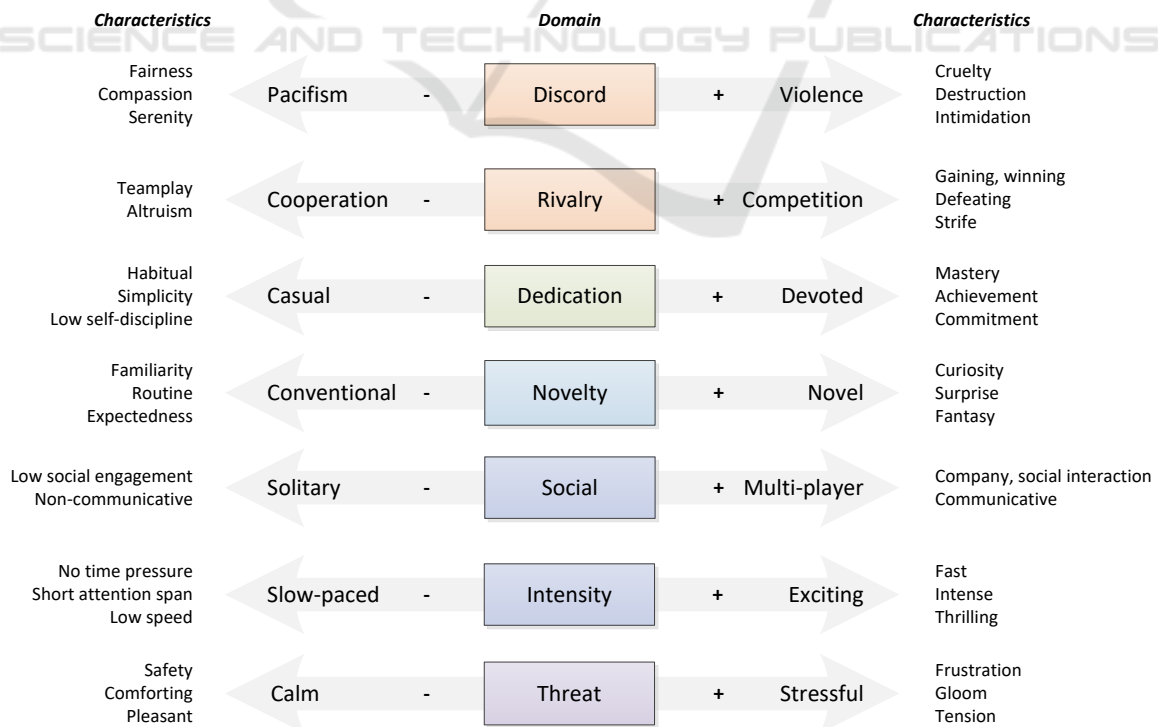 Characteristics Domain Characteristics
SCIENCE AND TECHNOLOGY PUBLICATIONS
Fairness
Compassion
Serenity
Pacifism - Discord + Violence
Cruelty
Destruction
Intimidation
Teamplay
Altruism
Cooperation - Rivalry + Competition
Gaining, winning
Defeating
Strife
Habitual
Simplicity
Low self-discipline
Casual - Dedication + Devoted
Mastery
Achievement
Commitment
Familiarity
Routine
Expectedness
Conventional - Novelty + Novel
Curiosity
Surprise
Fantasy
Low social engagement
Non-communicative
Solitary - Social + Multi-player
Company, social interaction
Communicative
No time pressure
Short attention span
Low speed
Slow-paced - Intensity + Exciting
Fast
Intense
Thrilling
Safety
Comforting
Pleasant
Calm - Threat + Stressful
Frustration
Gloom
Tension